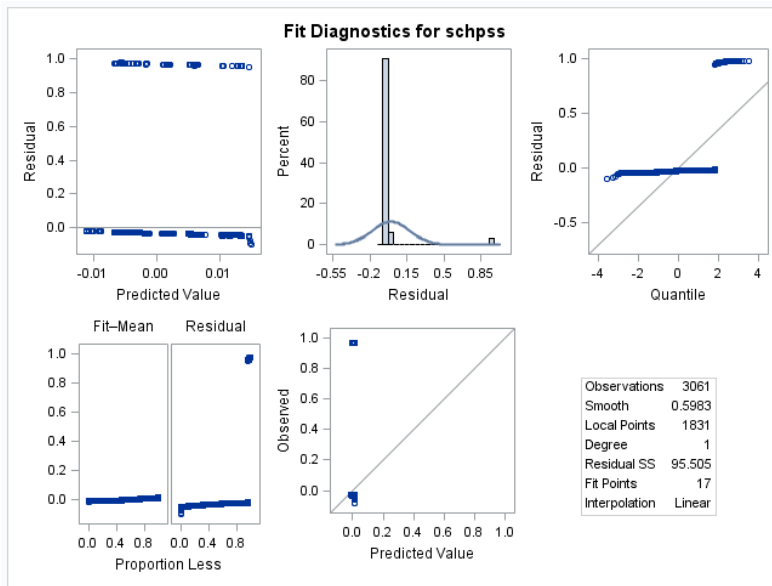 Fit Diagnostics for schpss
1.0
0.8
0.6
0.4
0.2
0.0
Residual
-0.01
0.00
0.01
Predicted Value
80
60
40
20
0
Percent
-0.55
-0.2
0.15
0.5
0.85
Residual
1.0
0.5
0.0
-0.5
Residual
-4
-2
0
2
4
Quantile
Fit–Mean
Residual
1.0
0.8
0.6
0.4
0.2
0.0
0.0 0.4 0.8
0.0 0.4 0.8
Proportion Less
1.0
0.8
0.6
0.4
0.2
0.0
Observed
0.0 0.2 0.4 0.6 0.8 1.0
Predicted Value
Observations 3061
Smooth 0.5983
Local Points 1831
Degree 1
Residual SS 95.505
Fit Points 17
Interpolation Linear